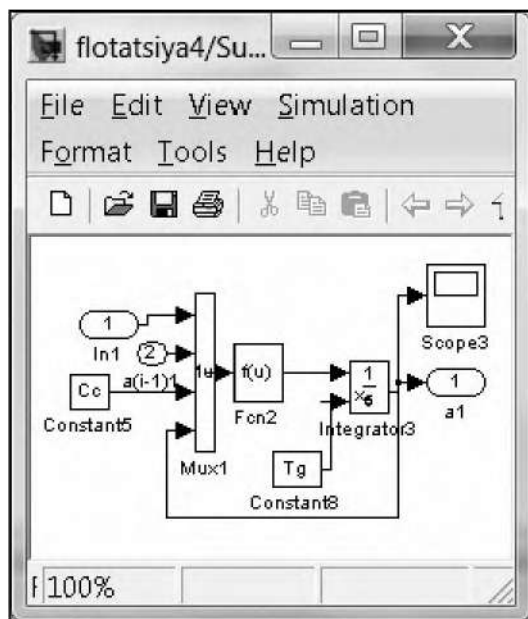 flotatsiya4/Su...
File Edit View Simulation
Format Tools Help
1
In1
2
a(i-1)1
Cc
Constant5
Mux1
f(u)
Fcn2
Tg
Constant8
1
Integrator3
Scope3
1
a1
100%